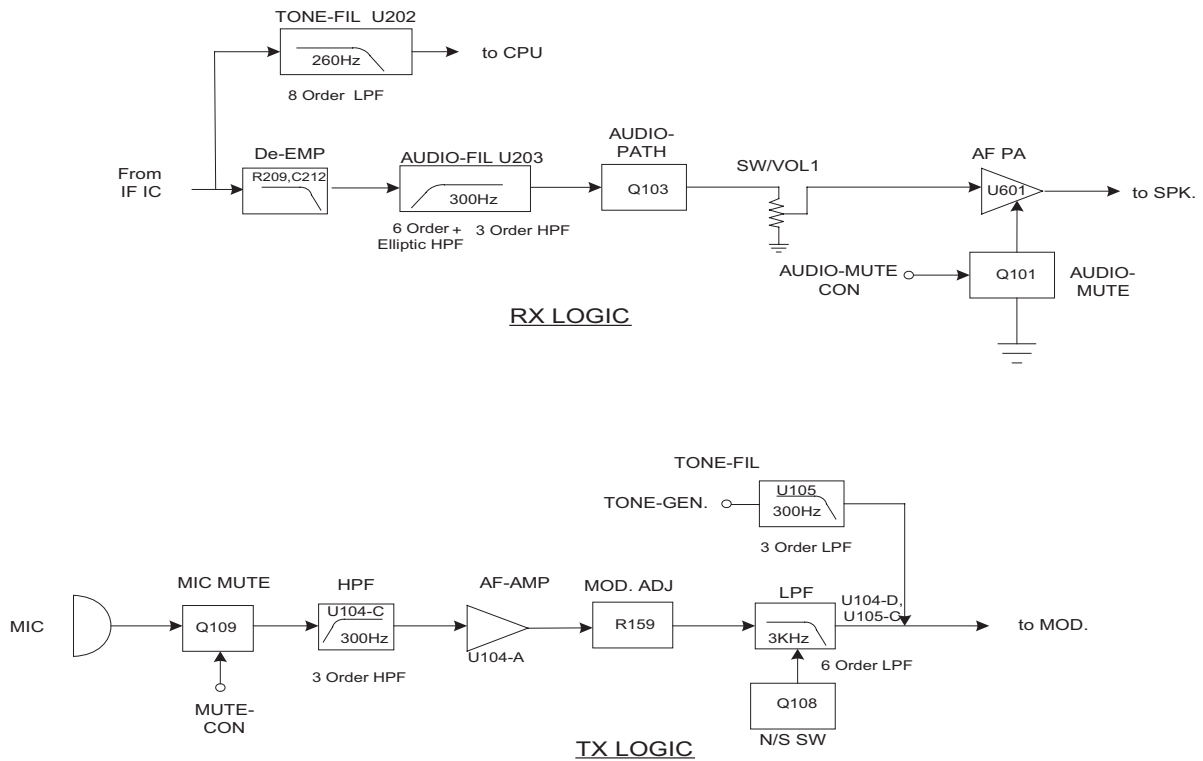 TONE-FIL U202
260Hz
to CPU
8 Order LPF
From
IF IC
De-EMP
R209,C212
AUDIO-FIL U203
300Hz
6 Order + 3 Order HPF
Elliptic HPF
AUDIO-
PATH
Q103
SW/VOL1
AF PA
U601
to SPK.
AUDIO-MUTE
CON
Q101
AUDIO-
MUTE
RX LOGIC
TONE-FIL
TONE-GEN.
U105
300Hz
3 Order LPF
MIC
MIC MUTE
Q109
MUTE-
CON
HPF
U104-C
300Hz
3 Order HPF
AF-AMP
U104-A
MOD. ADJ
R159
LPF
3KHz
U104-D,
U105-C
6 Order LPF
to MOD.
Q108
N/S SW
TX LOGIC